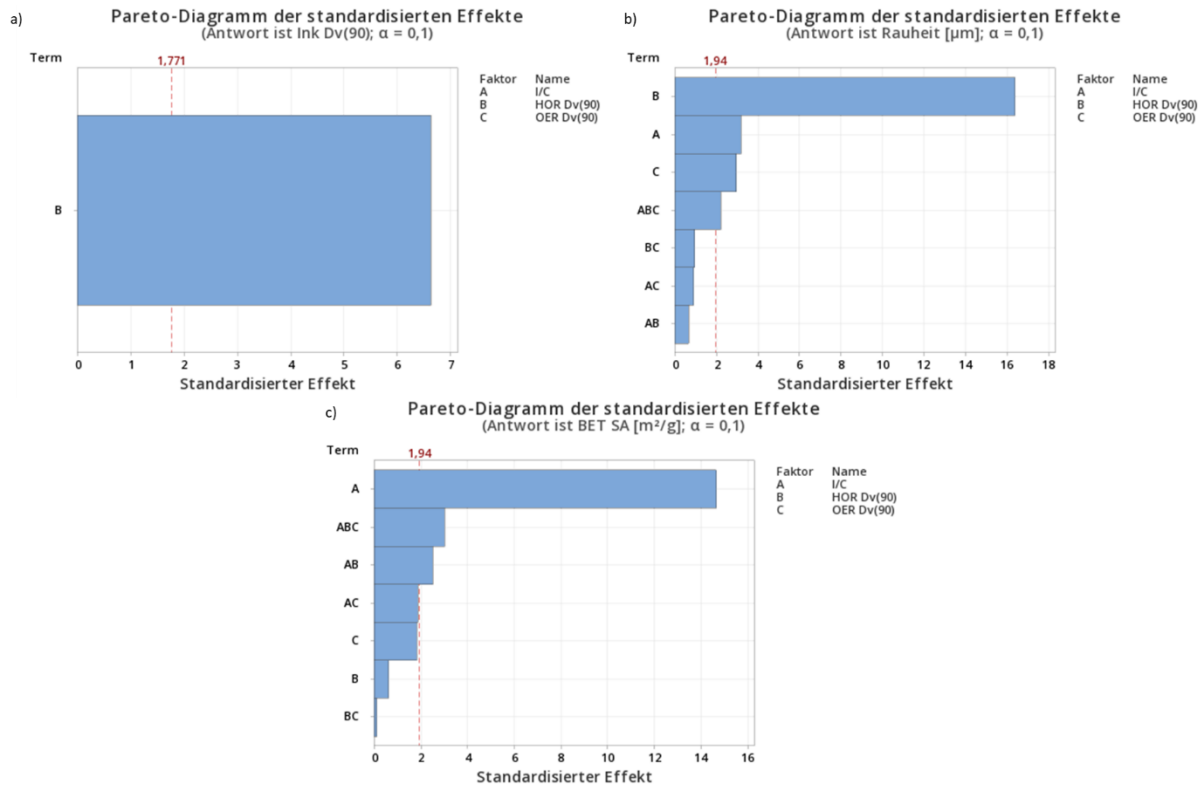 a)
Pareto-Diagramm der standardisierten Effekte
(Antwort ist Ink Dv(90); α = 0,1)
Term
1,771
B
0 1 2 3 4 5 6 7
Standardisierter Effekt
Faktor Name
A I/C
B HOR Dv(90)
C OER Dv(90)
b)
Pareto-Diagramm der standardisierten Effekte
(Antwort ist Rauheit [µm]; α = 0,1)
Term
1,94
B
A
C
ABC
BC
AC
AB
0 2 4 6 8 10 12 14 16 18
Standardisierter Effekt
Faktor Name
A I/C
B HOR Dv(90)
C OER Dv(90)
c)
Pareto-Diagramm der standardisierten Effekte
(Antwort ist BET SA [m²/g]; α = 0,1)
Term
1,94
A
ABC
AB
AC
C
B
BC
0 2 4 6 8 10 12 14 16
Standardisierter Effekt
Faktor Name
A I/C
B HOR Dv(90)
C OER Dv(90)